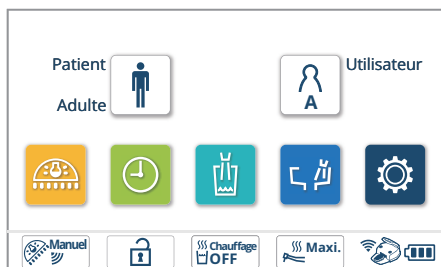 Patient
Utilisateur
Adulte
A
Manuel
Chauffage
OFF
Maxi.